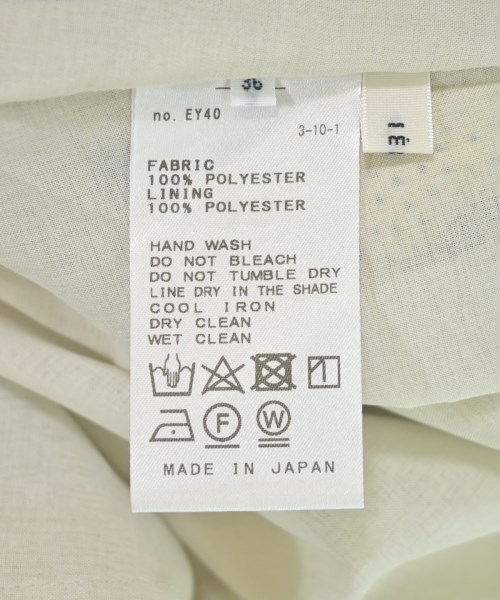 36
no. EY40
3-10-1
FABRIC
100% POLYESTER
LINING
100% POLYESTER
HAND WASH
DO NOT BLEACH
DO NOT TUMBLE DRY
LINE DRY IN THE SHADE
COOL IRON
DRY CLEAN
WET CLEAN
F W
MADE IN JAPAN